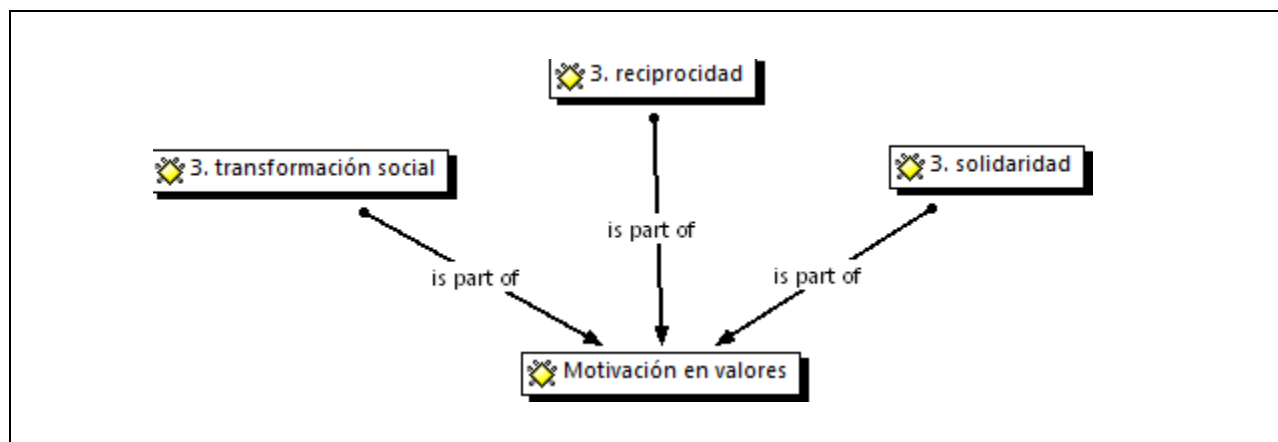 3. reciprocidad
3. transformación social
3. solidaridad
is part of
is part of
is part of
Motivación en valores